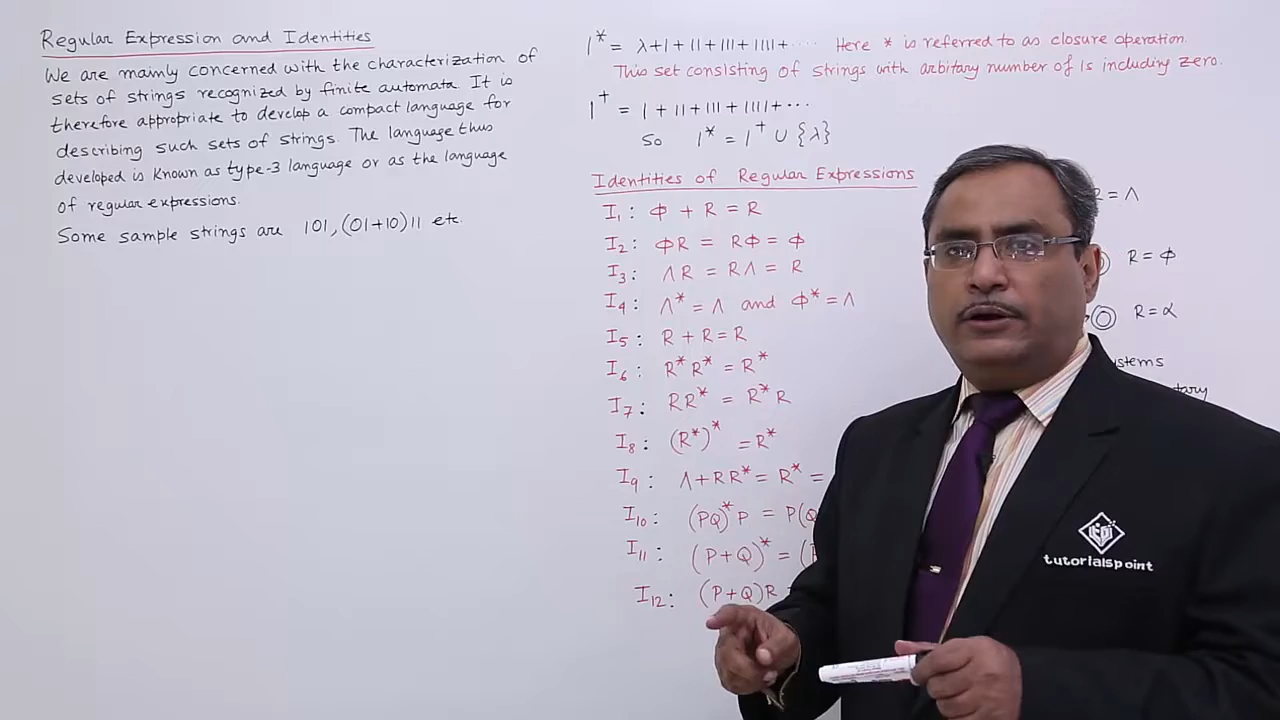 Regular Expression and Identities
We are mainly concerned with the characterization of
sets of strings recognized by finite automata. It is
therefore appropriate to develop a compact language for
describing such sets of strings. The language thus
developed is known as type-3 language or as the language
of regular expressions.
Some sample strings are 101, (01+10)11 etc.
1* = λ+1+11+111+1111+.... Here * is referred to as closure operation.
This set consisting of strings with arbitary number of 1s including zero.
1+ = 1+11+111+1111+...
So 1* = 1+ ∪ {λ}
Identities of Regular Expressions
I1: Φ + R = R
I2: ΦR = RΦ = Φ
I3: ΛR = RΛ = R
I4: Λ* = Λ and Φ* = Λ
I5: R + R = R
I6: R*R* = R*
I7: RR* = R*R
I8: (R*)* = R*
I9: Λ+RR* = R* =
I10: (PQ)*P = P(Q
I11: (P+Q)* = (P
I12: (P+Q)R
R = Λ
R = Φ
R = α
tutorialspoint